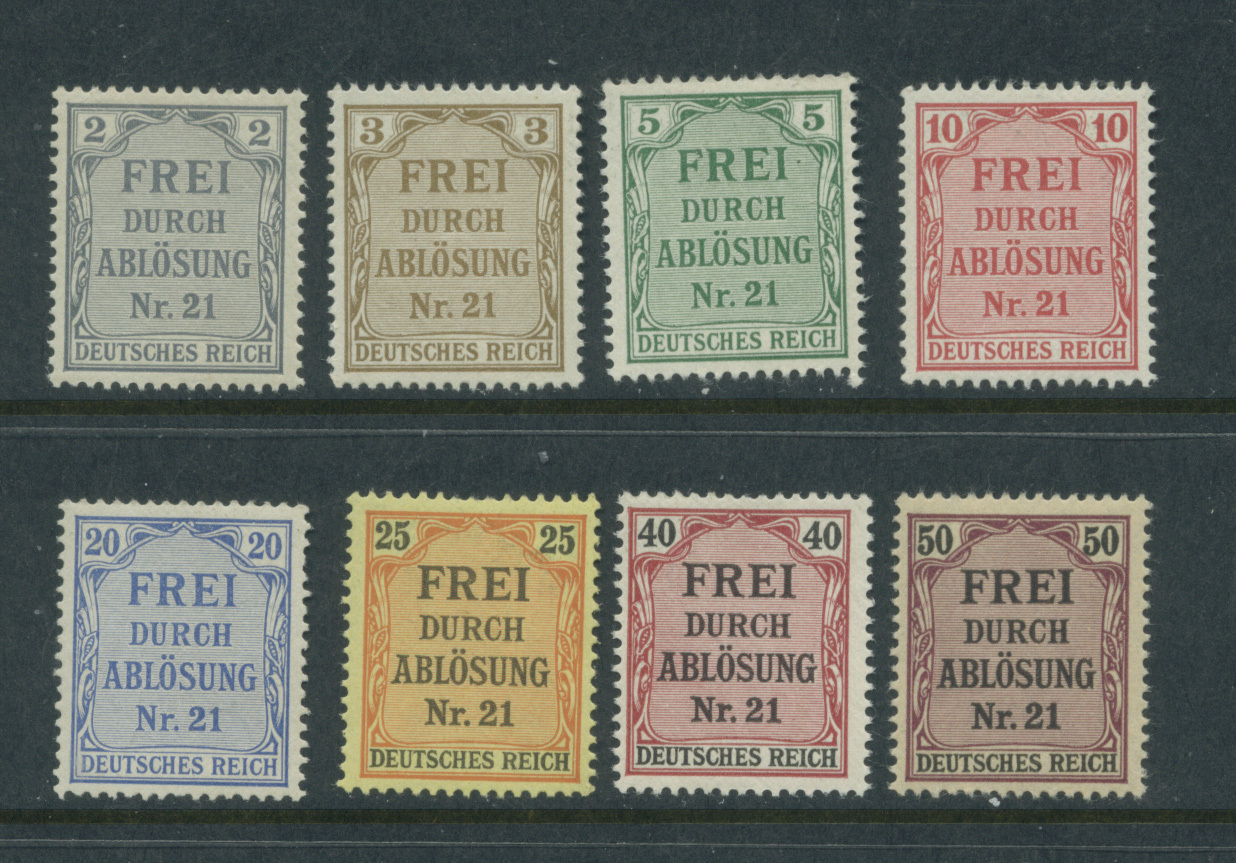 2 2
FREI
DURCH
ABLÖSUNG
Nr. 21
DEUTSCHES REICH
3 3
FREI
DURCH
ABLÖSUNG
Nr. 21
DEUTSCHES REICH
5 5
FREI
DURCH
ABLÖSUNG
Nr. 21
DEUTSCHES REICH
10 10
FREI
DURCH
ABLÖSUNG
Nr. 21
DEUTSCHES REICH
20 20
FREI
DURCH
ABLÖSUNG
Nr. 21
DEUTSCHES REICH
25 25
FREI
DURCH
ABLÖSUNG
Nr. 21
DEUTSCHES REICH
40 40
FREI
DURCH
ABLÖSUNG
Nr. 21
DEUTSCHES REICH
50 50
FREI
DURCH
ABLÖSUNG
Nr. 21
DEUTSCHES REICH